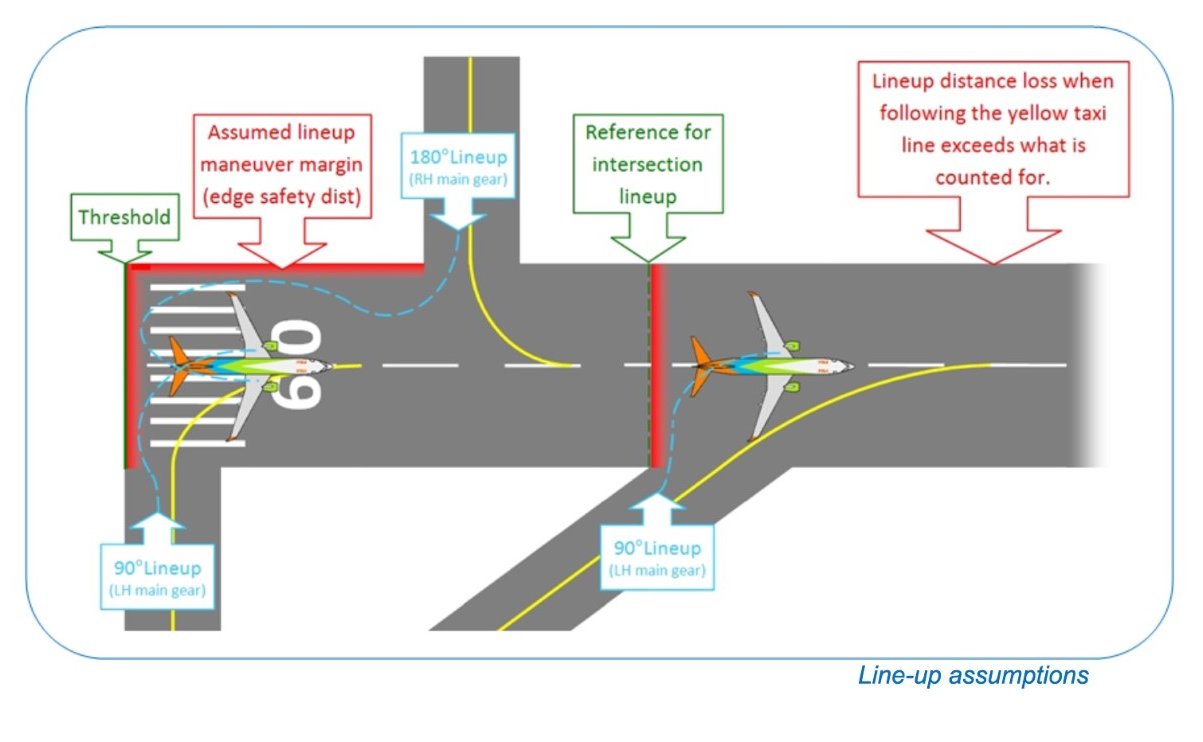 Lineup distance loss when
following the yellow taxi
line exceeds what is
counted for.
Assumed lineup
maneuver margin
(edge safety dist)
Reference for
intersection
lineup
180°Lineup
(RH main gear)
Threshold
09
90°Lineup
(LH main gear)
90°Lineup
(LH main gear)
Line-up assumptions